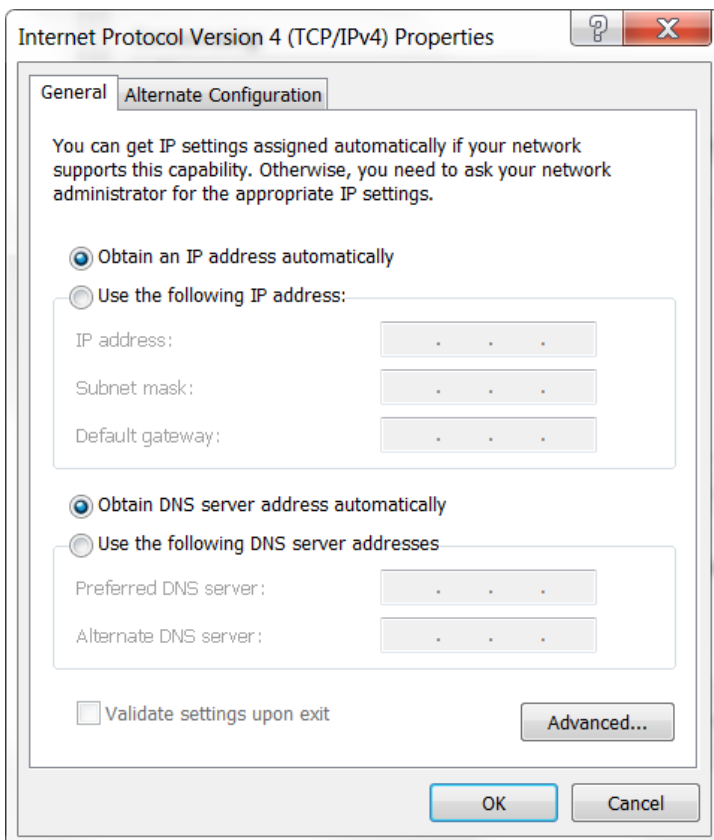 Internet Protocol Version 4 (TCP/IPv4) Properties
?
X
General
Alternate Configuration
You can get IP settings assigned automatically if your network
supports this capability. Otherwise, you need to ask your network
administrator for the appropriate IP settings.
Obtain an IP address automatically
Use the following IP address:
IP address: . . .
Subnet mask: . . .
Default gateway: . . .
Obtain DNS server address automatically
Use the following DNS server addresses
Preferred DNS server: . . .
Alternate DNS server: . . .
Validate settings upon exit
Advanced...
OK
Cancel